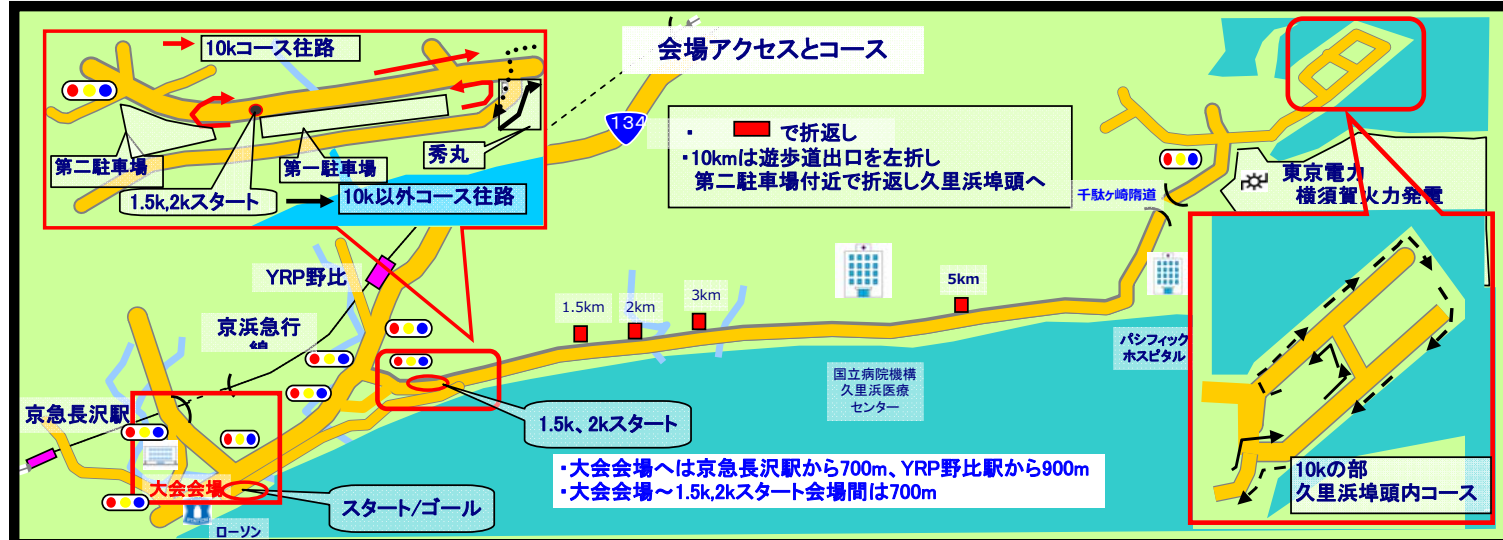 会場アクセスとコース
10kコース往路
第二駐車場
第一駐車場
秀丸
1.5k,2kスタート
10k以外コース往路
134
・　で折返し
・10kmは遊歩道出口を左折し
第二駐車場付近で折返し久里浜埠頭へ
千駄ヶ崎隋道
東京電力
横須賀火力発電
YRP野比
京浜急行
線
1.5km
2km
3km
5km
パシフィック
ホスピタル
国立病院機構
久里浜医療
センター
京急長沢駅
1.5k、2kスタート
大会会場
スタート/ゴール
ローソン
・大会会場へは京急長沢駅から700m、YRP野比駅から900m
・大会会場～1.5k,2kスタート会場間は700m
10kの部
久里浜埠頭内コース